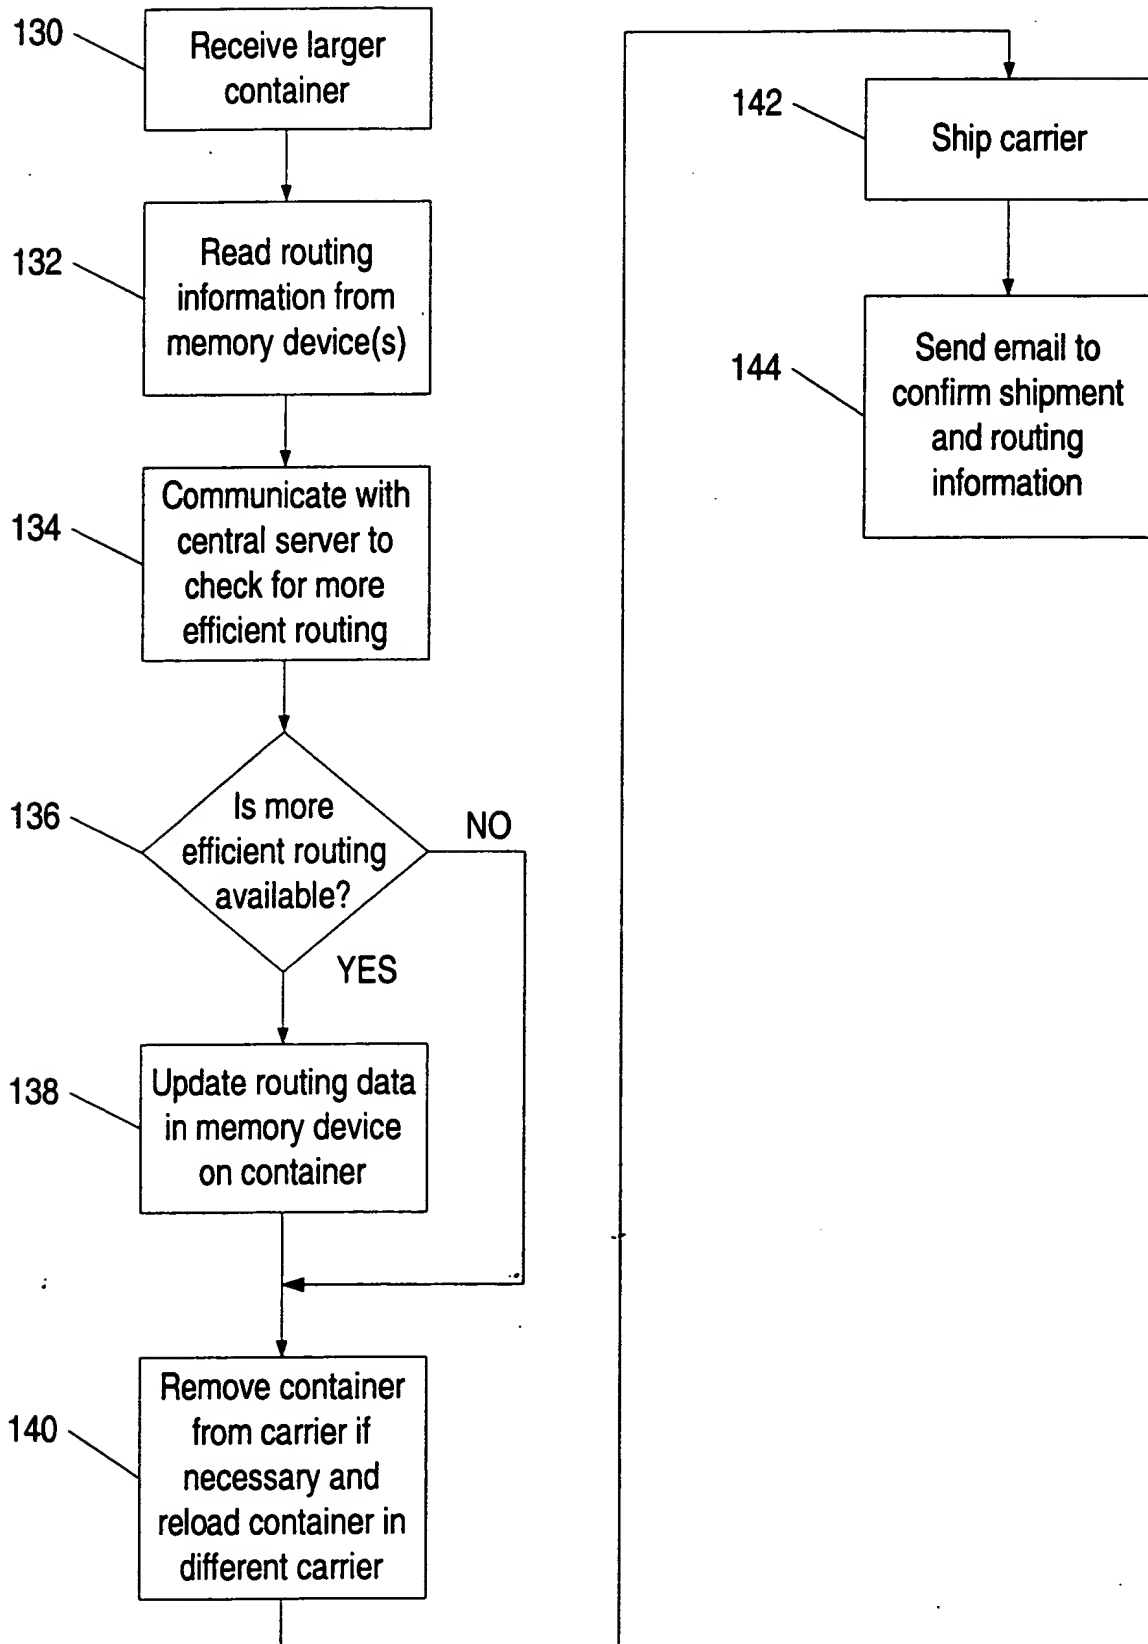 130
Receive larger
container
132
Read routing
information from
memory device(s)
134
Communicate with
central server to
check for more
efficient routing
136
Is more
efficient routing
available?
NO
YES
138
Update routing data
in memory device
on container
140
Remove container
from carrier if
necessary and
reload container in
different carrier
142
Ship carrier
144
Send email to
confirm shipment
and routing
information